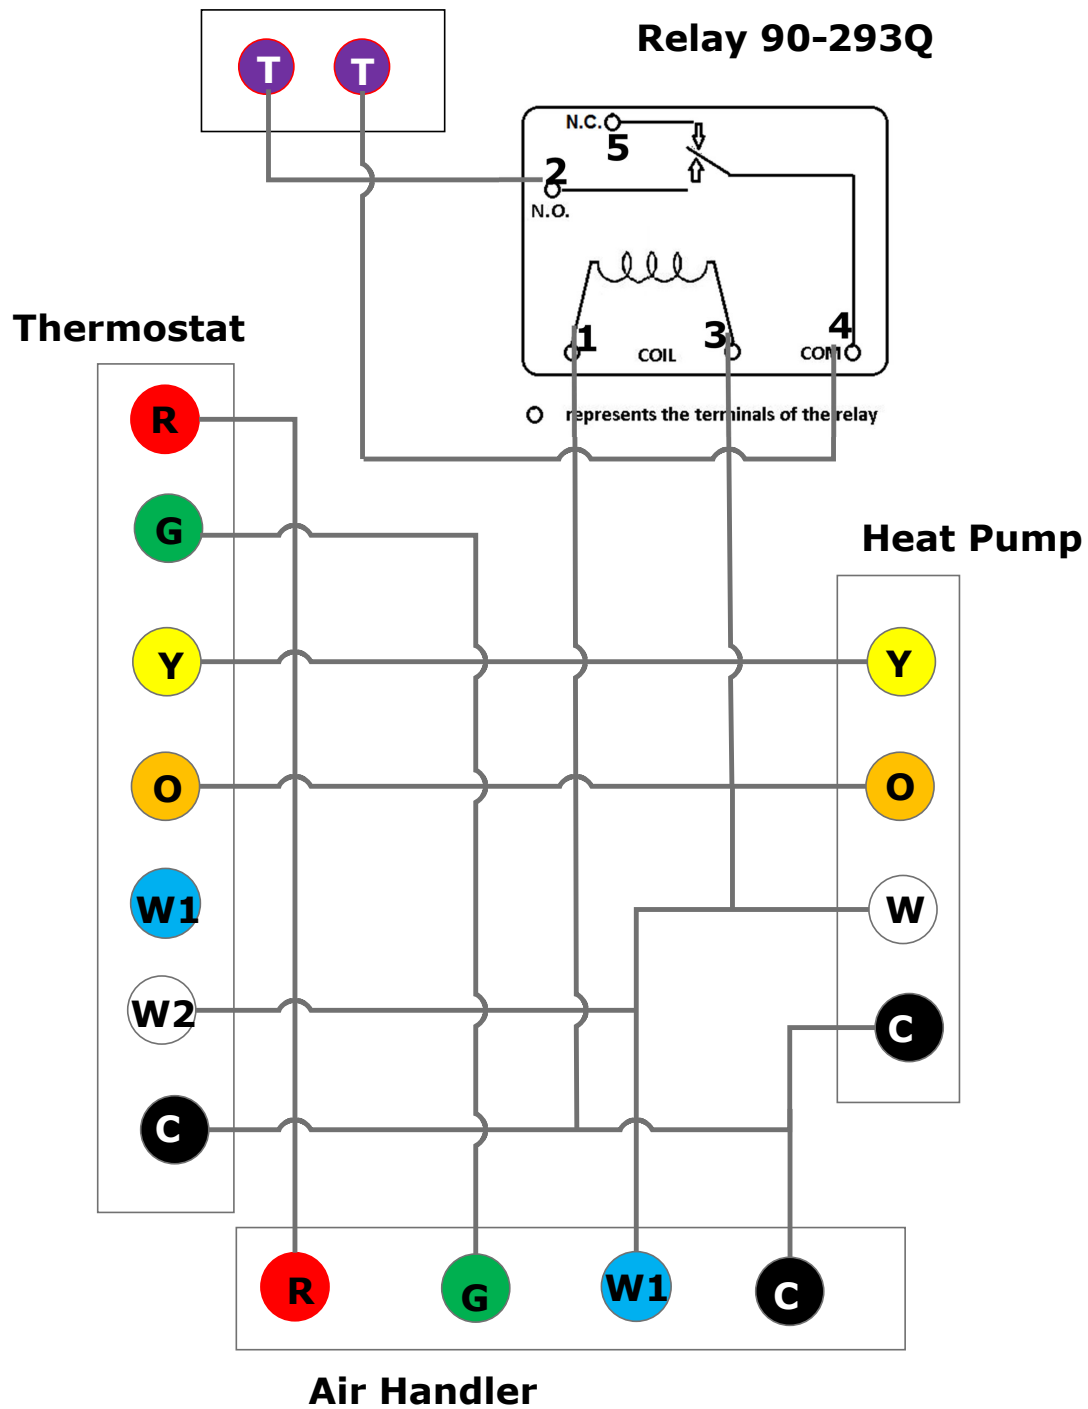 T T
Relay 90-293Q
N.C.
5
2
N.O.
1
COIL
3
4
COM
represents the terminals of the relay
Thermostat
R
G
Y
O
W1
W2
C
Heat Pump
Y
O
W
C
R G W1 C
Air Handler